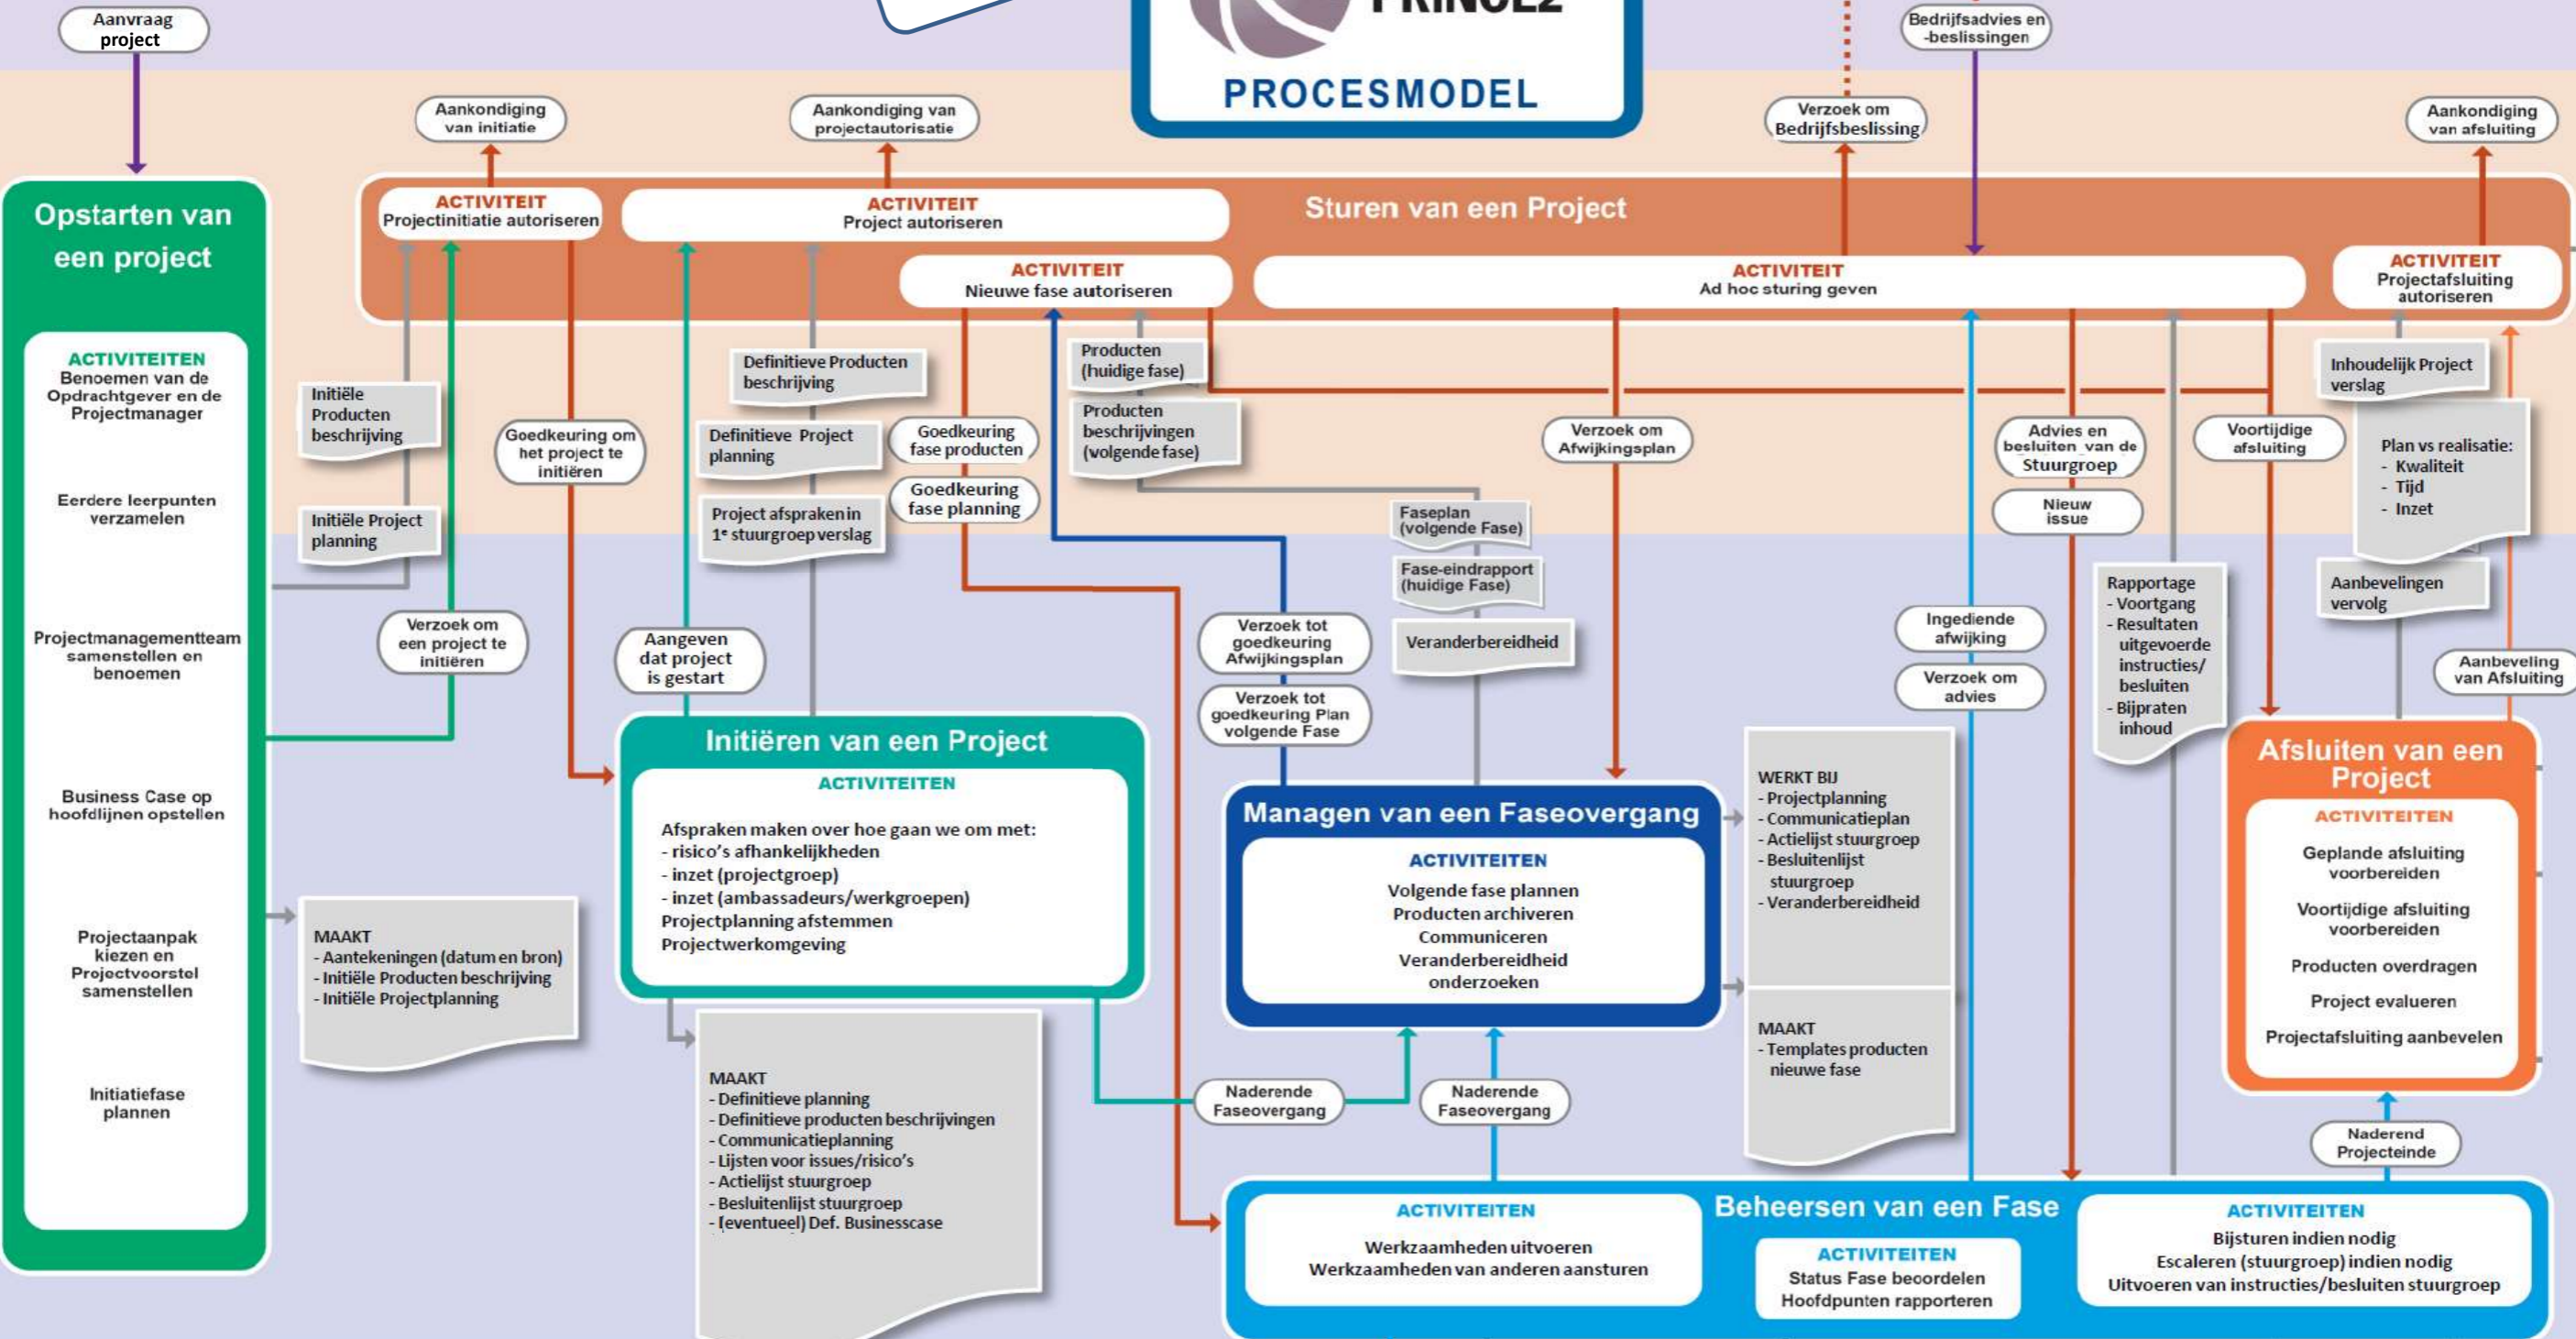 Aanvraag
project
PRINCE2
PROCESMODEL
Bedrijfsadvies en
-beslissingen
Aankondiging
van initiatie
Aankondiging van
projectautorisatie
Verzoek om
Bedrijfsbeslissing
Aankondiging
van afsluiting
Opstarten van
een project
ACTIVITEITEN
Benoemen van de
Opdrachtgever en de
Projectmanager
Eerdere leerpunten
verzamelen
Projectmanagementteam
samenstellen en
benoemen
Business Case op
hoofdlijnen opstellen
Projectaanpak
kiezen en
Projectvoorstel
samenstellen
Initiatiefase
plannen
Sturen van een Project
ACTIVITEIT
Projectinitiatie autoriseren
ACTIVITEIT
Project autoriseren
ACTIVITEIT
Nieuwe fase autoriseren
ACTIVITEIT
Ad hoc sturing geven
ACTIVITEIT
Projectafsluiting
autoriseren
Initiële
Producten
beschrijving
Initiële Project
planning
Goedkeuring om
het project te
initiëren
Verzoek om
een project te
initiëren
Definitieve Producten
beschrijving
Definitieve Project
planning
Project afspraken in
1e stuurgroep verslag
Goedkeuring
fase producten
Goedkeuring
fase planning
Aangeven
dat project
is gestart
Producten
(huidige fase)
Producten
beschrijvingen
(volgende fase)
Faseplan
(volgende Fase)
Fase-eindrapport
(huidige Fase)
Veranderbereidheid
Verzoek tot
goedkeuring
Afwijkingsplan
Verzoek tot
goedkeuring Plan
volgende Fase
Verzoek om
Afwijkingsplan
Ingediende
afwijking
Verzoek om
advies
Advies en
besluiten van de
Stuurgroep
Nieuw
issue
Voortijdige
afsluiting
Rapportage
- Voortgang
- Resultaten
uitgevoerde
instructies/
besluiten
- Bijpraten
inhoud
Inhoudelijk Project
verslag
Plan vs realisatie:
- Kwaliteit
- Tijd
- Inzet
Aanbevelingen
vervolg
Aanbeveling
van Afsluiting
MAAKT
- Aantekeningen (datum en bron)
- Initiële Producten beschrijving
- Initiële Projectplanning
Initiëren van een Project
ACTIVITEITEN
Afspraken maken over hoe gaan we om met:
- risico's afhankelijkheden
- inzet (projectgroep)
- inzet (ambassadeurs/werkgroepen)
Projectplanning afstemmen
Projectwerkomgeving
MAAKT
- Definitieve planning
- Definitieve producten beschrijvingen
- Communicatieplanning
- Lijsten voor issues/risico's
- Actielijst stuurgroep
- Besluitenlijst stuurgroep
- (eventueel) Def. Businesscase
Managen van een Faseovergang
ACTIVITEITEN
Volgende fase plannen
Producten archiveren
Communiceren
Veranderbereidheid
onderzoeken
WERKT BIJ
- Projectplanning
- Communicatieplan
- Actielijst stuurgroep
- Besluitenlijst
stuurgroep
- Veranderbereidheid
MAAKT
- Templates producten
nieuwe fase
Naderende
Faseovergang
Naderende
Faseovergang
Afsluiten van een
Project
ACTIVITEITEN
Geplande afsluiting
voorbereiden
Voortijdige afsluiting
voorbereiden
Producten overdragen
Project evalueren
Projectafsluiting aanbevelen
Naderend
Projecteinde
Beheersen van een Fase
ACTIVITEITEN
Werkzaamheden uitvoeren
Werkzaamheden van anderen aansturen
ACTIVITEITEN
Status Fase beoordelen
Hoofdpunten rapporteren
ACTIVITEITEN
Bijsturen indien nodig
Escaleren (stuurgroep) indien nodig
Uitvoeren van instructies/besluiten stuurgroep